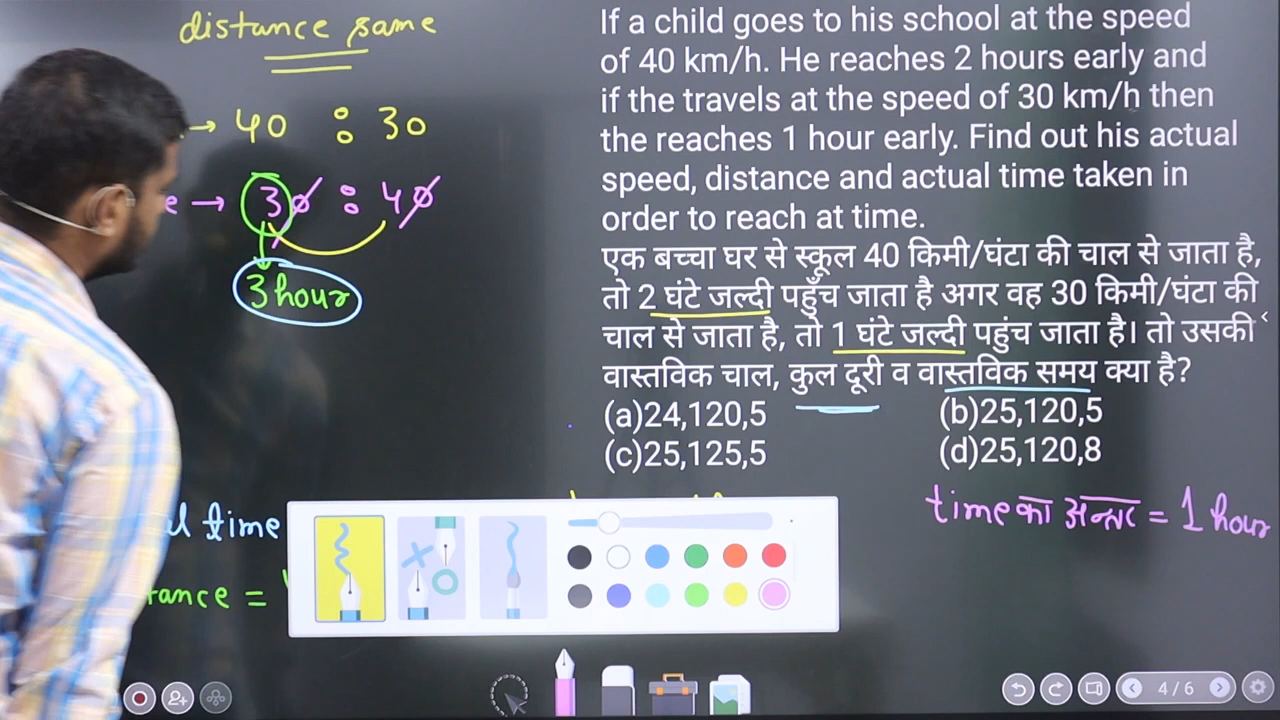 distance same
→ 40 : 30
e → 30 : 40
3 hour
If a child goes to his school at the speed
of 40 km/h. He reaches 2 hours early and
if the travels at the speed of 30 km/h then
the reaches 1 hour early. Find out his actual
speed, distance and actual time taken in
order to reach at time.
एक बच्चा घर से स्कूल 40 किमी/घंटा की चाल से जाता है,
तो 2 घंटे जल्दी पहुँच जाता है अगर वह 30 किमी/घंटा की
चाल से जाता है, तो 1 घंटे जल्दी पहुंच जाता है। तो उसकी
वास्तविक चाल, कुल दूरी व वास्तविक समय क्या है?
(a)24,120,5 (b)25,120,5
(c)25,125,5 (d)25,120,8
time का अन्तर = 1 hour
l time
tance =
4 / 6